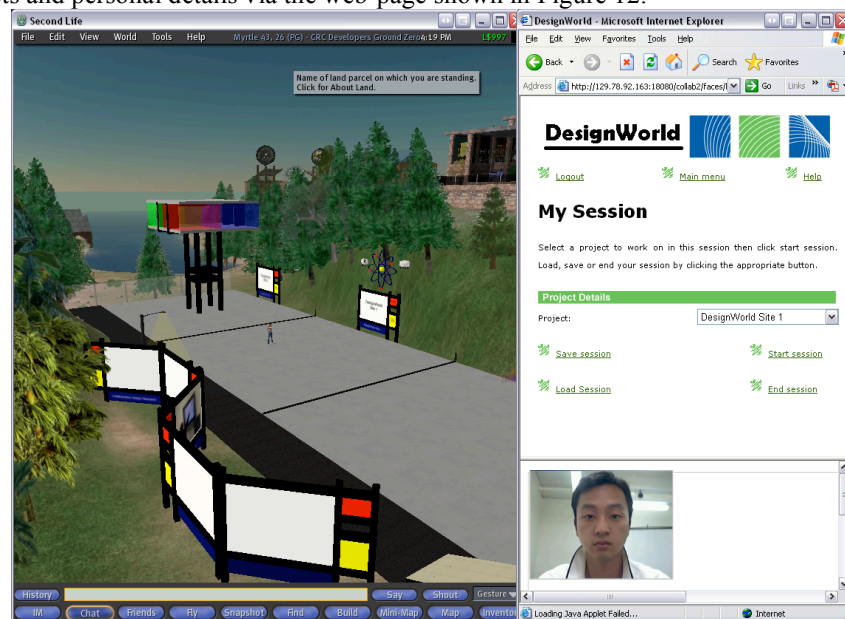 ts and personal details via the web-page shown in Figure 12.
Second Life
File Edit View World Tools Help Myrtle 43, 26 (PG) - CRC Developers Ground Zero 4:19 PM L$997
Name of land parcel on which you are standing.
Click for About Land.
History Say Shout Gesture
IM Chat Friends Fly Snapshot Find Build Mini-Map Map Inventor
DesignWorld - Microsoft Internet Explorer
File Edit View Favorites Tools Help
Back Search Favorites
Address http://129.78.92.163:18080/collab2/faces/l Go Links
DesignWorld
Logout Main menu Help
My Session
Select a project to work on in this session then click start session.
Load, save or end your session by clicking the appropriate button.
Project Details
Project: DesignWorld Site 1
Save session Start session
Load Session End session
Loading Java Applet Failed... Internet